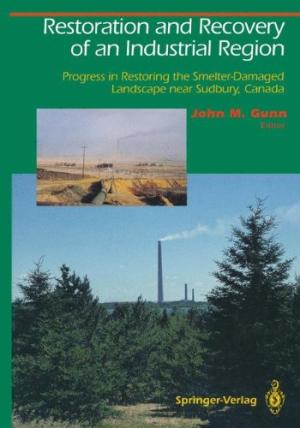 Restoration and Recovery
of an Industrial Region
Progress in Restoring the Smelter-Damaged
Landscape near Sudbury, Canada
John M. Gunn
Editor
Springer-Verlag